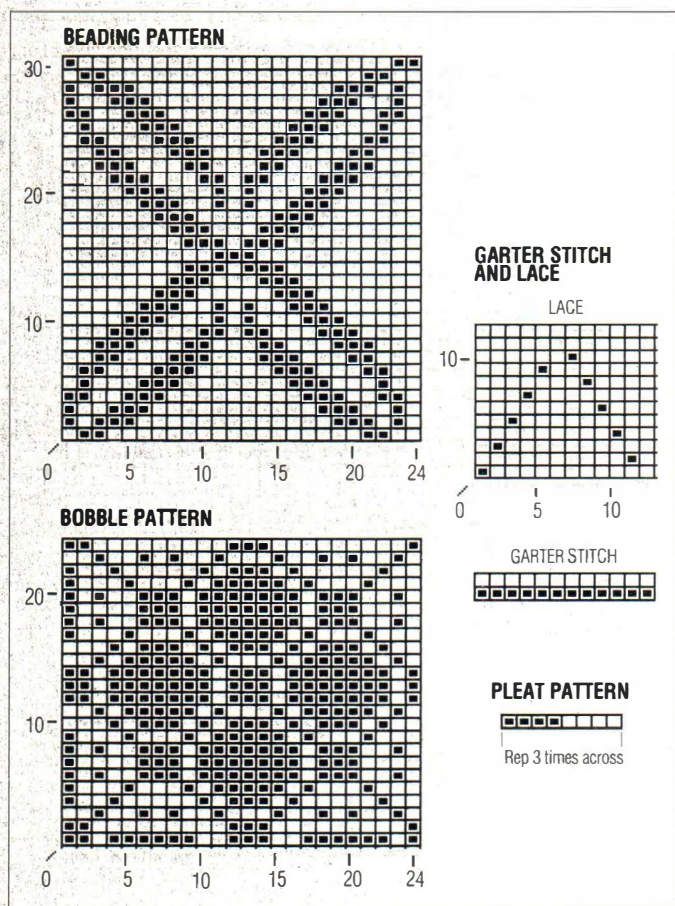 BEADING PATTERN
30-
20-
10-
0 5 10 15 20 24
GARTER STITCH
AND LACE
LACE
10-
0 5 10
GARTER STITCH
BOBBLE PATTERN
20-
10-
0 5 10 15 20 24
PLEAT PATTERN
Rep 3 times across